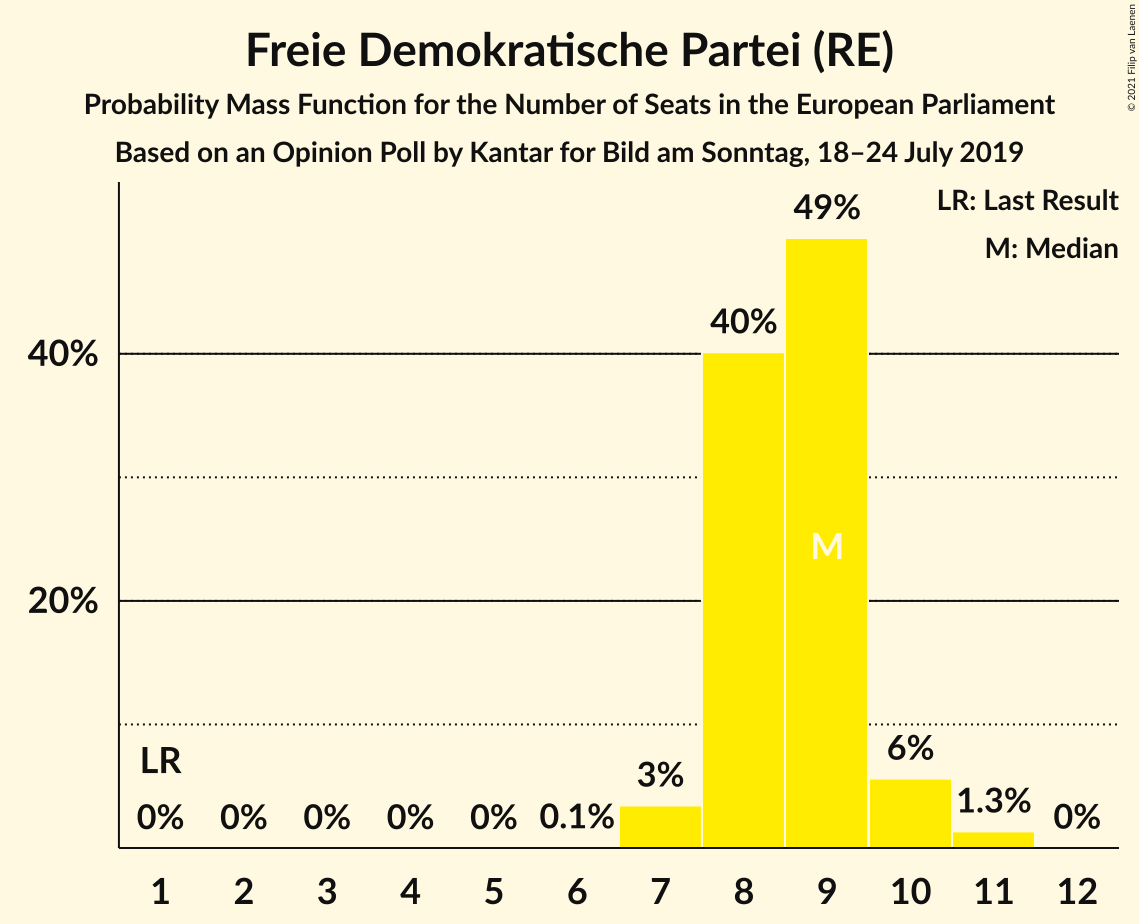 Freie Demokratische Partei (RE)
Probability Mass Function for the Number of Seats in the European Parliament
Based on an Opinion Poll by Kantar for Bild am Sonntag, 18–24 July 2019
© 2021 Filip van Laenen
LR: Last Result
M: Median
49%
40%
40%
M
20%
LR
6%
3%
1.3%
0% 0% 0% 0% 0% 0.1% 0%
1 2 3 4 5 6 7 8 9 10 11 12